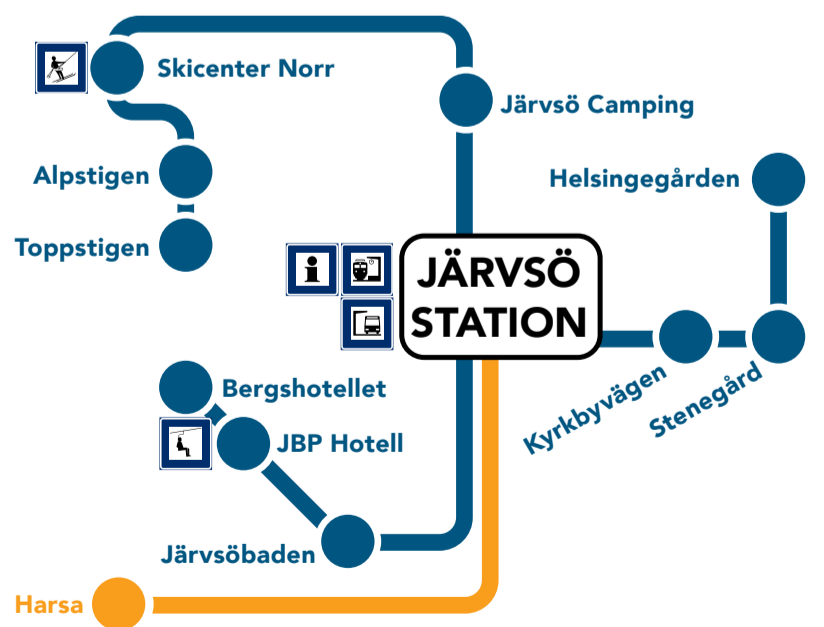 Skicenter Norr
Järvsö Camping
Alpstigen
Helsingegården
Toppstigen
JÄRVSÖ
STATION
Kyrkbyvägen
Stenegård
Bergshotellet
JBP Hotell
Järvsöbaden
Harsa